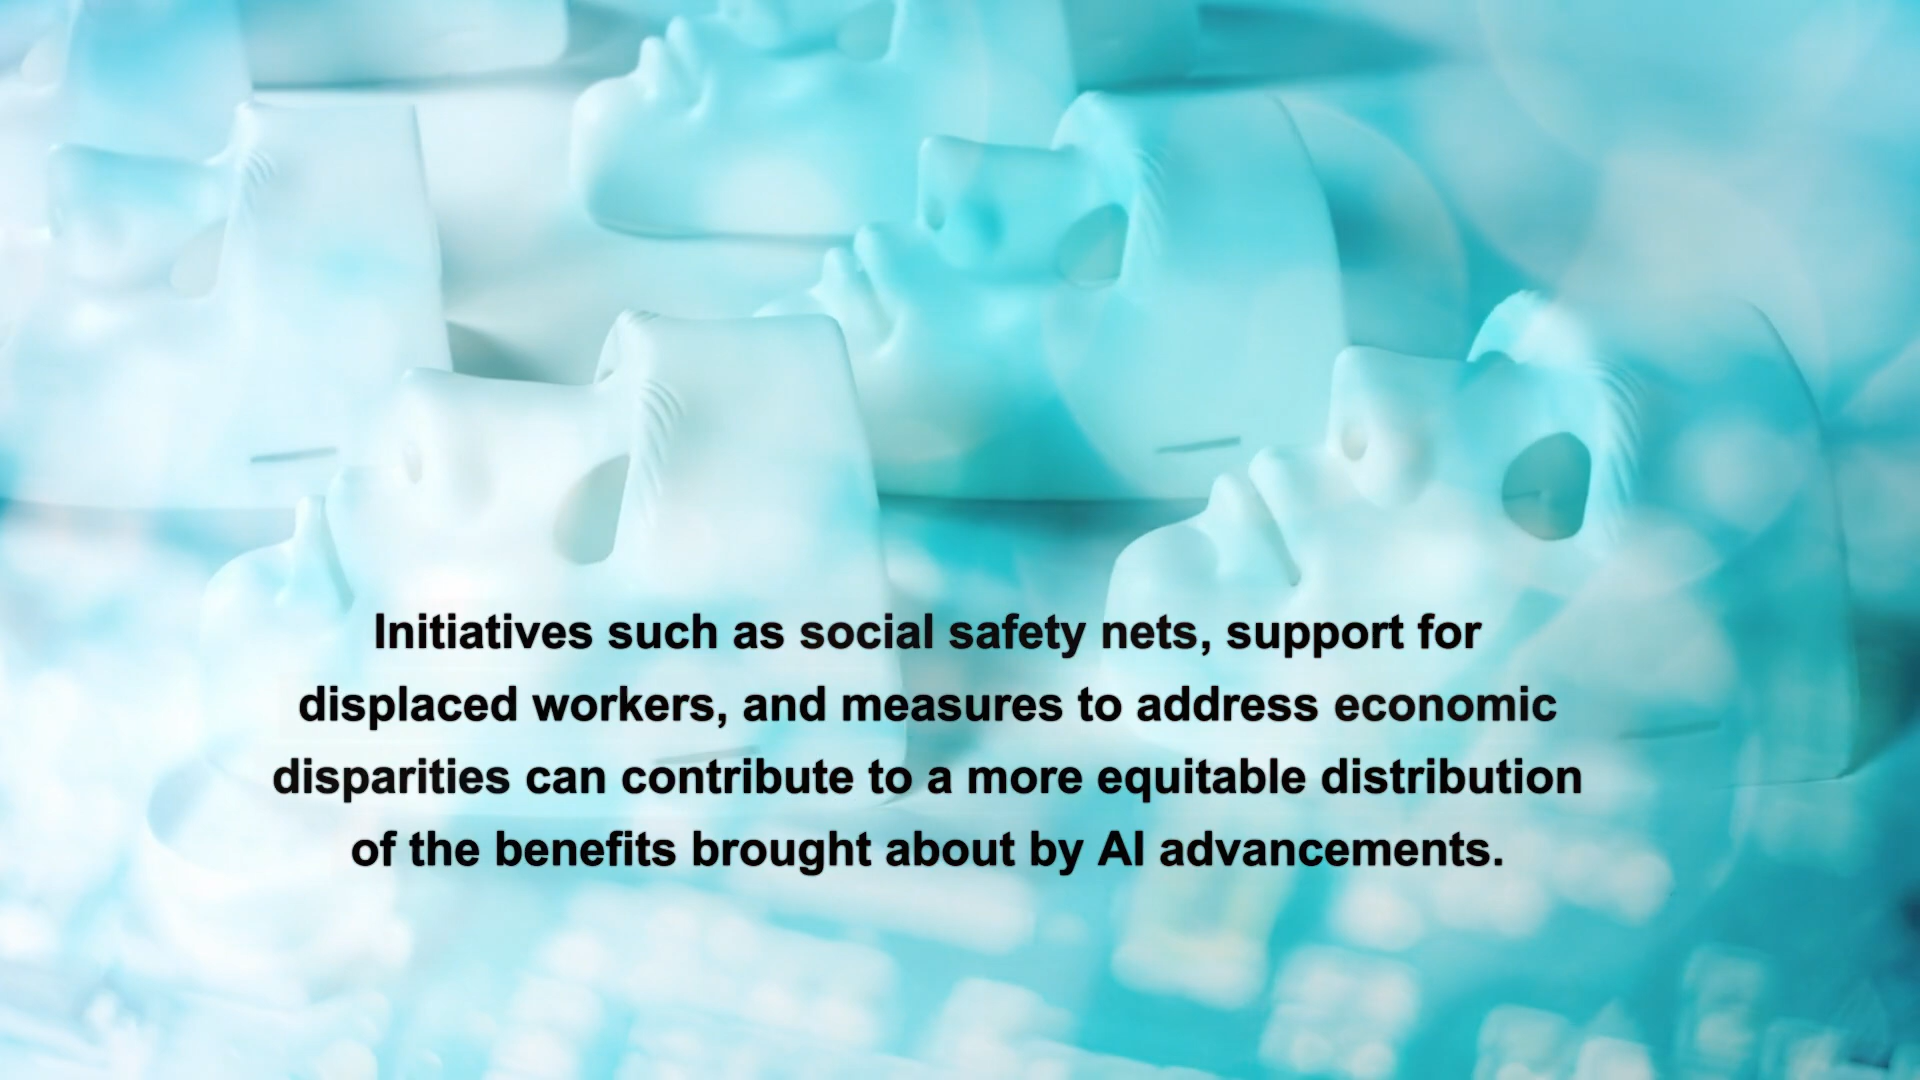 Initiatives such as social safety nets, support for
displaced workers, and measures to address economic
disparities can contribute to a more equitable distribution
of the benefits brought about by AI advancements.